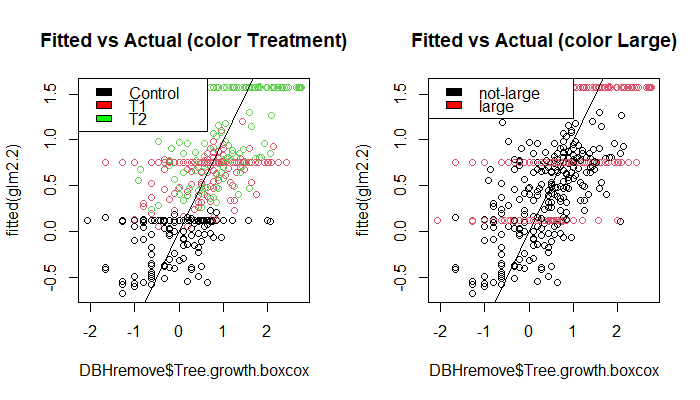 Fitted vs Actual (color Treatment)
fitted(glm2.2)
1.5
1.0
0.5
0.0
-0.5
Control
T1
T2
-2 -1 0 1 2
DBHremove$Tree.growth.boxcox
Fitted vs Actual (color Large)
fitted(glm2.2)
1.5
1.0
0.5
0.0
-0.5
not-large
large
-2 -1 0 1 2
DBHremove$Tree.growth.boxcox